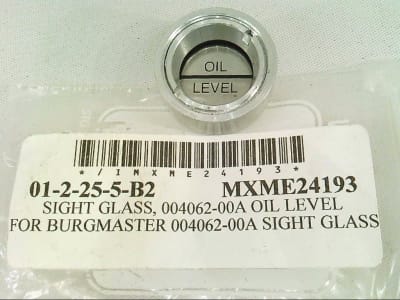 OIL
LEVEL
*/IMXME24193*
01-2-25-5-B2 MXME24193
SIGHT GLASS, 004062-00A OIL LEVEL
FOR BURGMASTER 004062-00A SIGHT GLASS